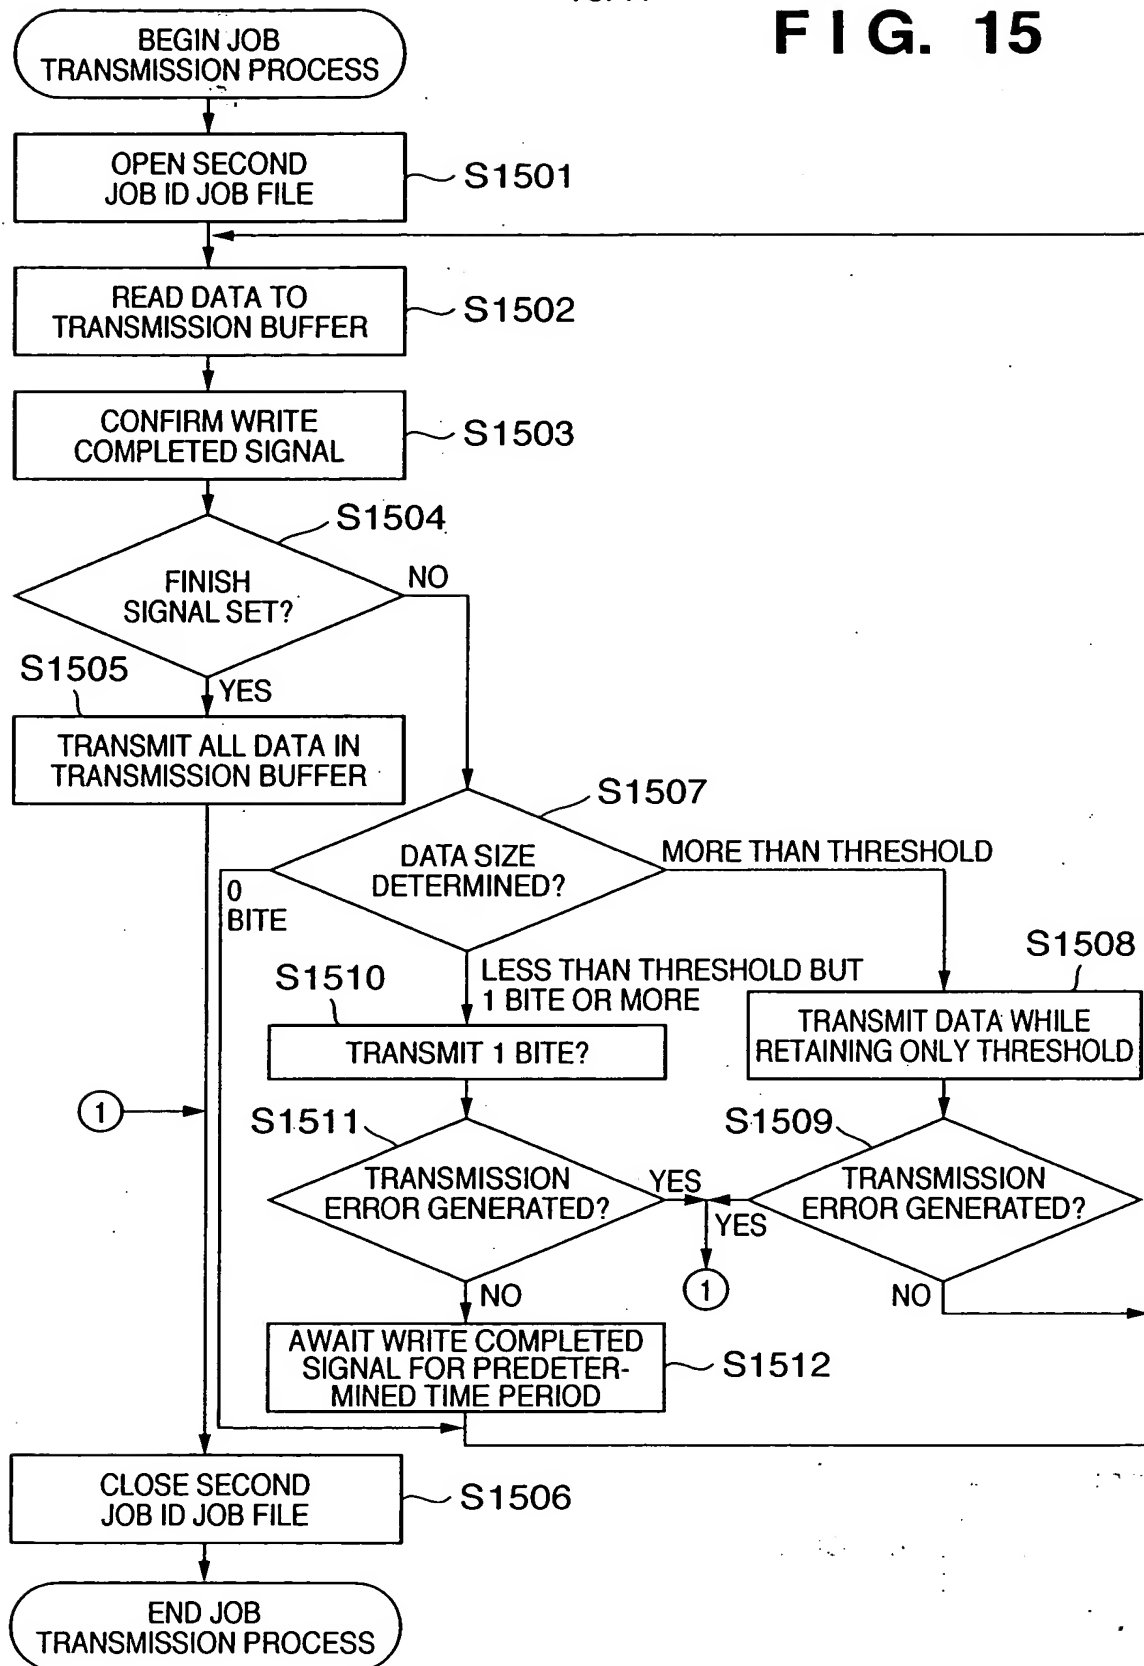 FIG. 15
BEGIN JOB
TRANSMISSION PROCESS
OPEN SECOND
JOB ID JOB FILE
S1501
READ DATA TO
TRANSMISSION BUFFER
S1502
CONFIRM WRITE
COMPLETED SIGNAL
S1503
S1504
FINISH
SIGNAL SET?
NO
YES
S1505
TRANSMIT ALL DATA IN
TRANSMISSION BUFFER
S1507
DATA SIZE
DETERMINED?
MORE THAN THRESHOLD
0
BITE
LESS THAN THRESHOLD BUT
1 BITE OR MORE
S1510
TRANSMIT 1 BITE?
S1508
TRANSMIT DATA WHILE
RETAINING ONLY THRESHOLD
1
S1511
TRANSMISSION
ERROR GENERATED?
YES
S1509
TRANSMISSION
ERROR GENERATED?
YES
1
NO
NO
AWAIT WRITE COMPLETED
SIGNAL FOR PREDETER-
MINED TIME PERIOD
S1512
CLOSE SECOND
JOB ID JOB FILE
S1506
END JOB
TRANSMISSION PROCESS